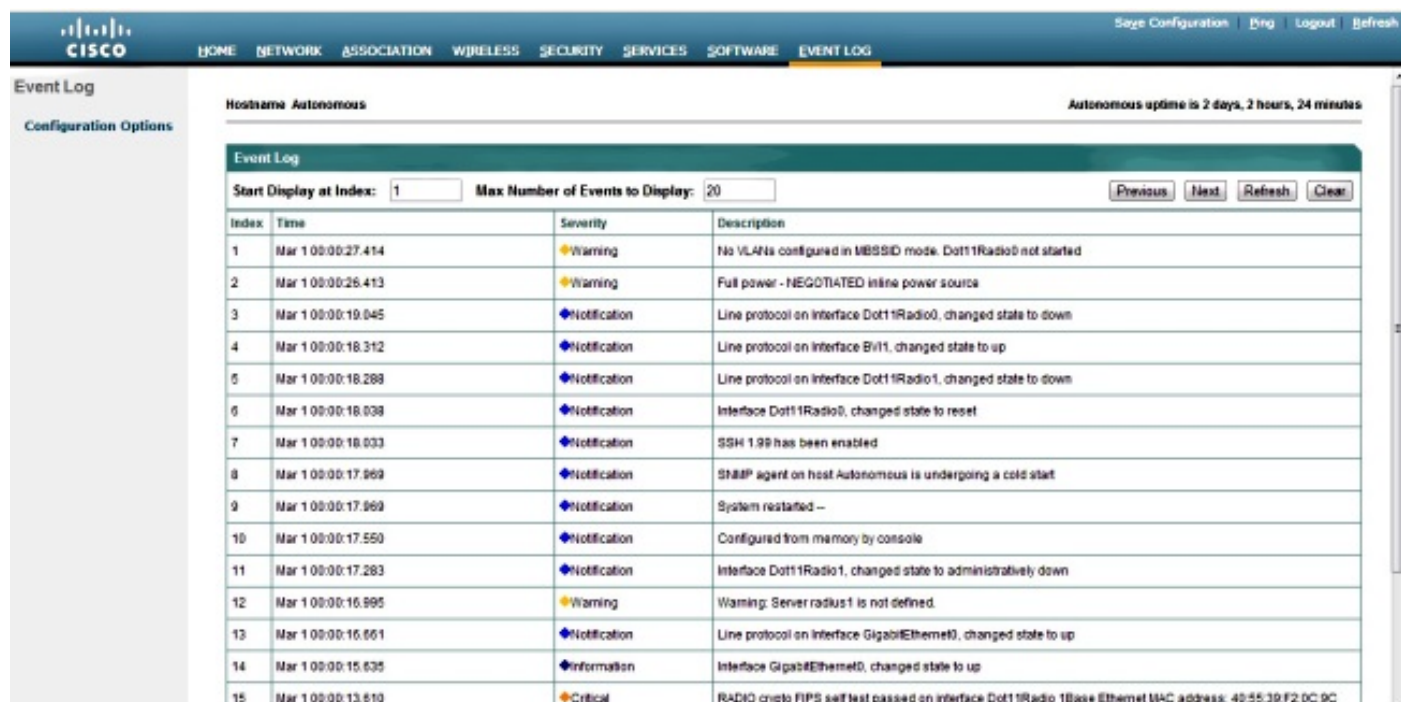 Save Configuration Ping Logout Refresh
CISCO
HOME NETWORK ASSOCIATION WIRELESS SECURITY SERVICES SOFTWARE EVENT LOG
Event Log
Configuration Options
Hostname Autonomous Autonomous uptime is 2 days, 2 hours, 24 minutes
Event Log
Start Display at Index: 1 Max Number of Events to Display: 20 Previous Next Refresh Clear
Index Time Severity Description
1 Mar 1 00:00:27.414 Warning No VLANs configured in MBSSID mode. Dot11Radio0 not started
2 Mar 1 00:00:26.413 Warning Full power - NEGOTIATED inline power source
3 Mar 1 00:00:19.045 Notification Line protocol on Interface Dot11Radio0, changed state to down
4 Mar 1 00:00:18.312 Notification Line protocol on Interface BVI1, changed state to up
5 Mar 1 00:00:18.288 Notification Line protocol on Interface Dot11Radio1, changed state to down
6 Mar 1 00:00:18.038 Notification Interface Dot11Radio0, changed state to reset
7 Mar 1 00:00:18.033 Notification SSH 1.99 has been enabled
8 Mar 1 00:00:17.969 Notification SNMP agent on host Autonomous is undergoing a cold start
9 Mar 1 00:00:17.969 Notification System restarted --
10 Mar 1 00:00:17.550 Notification Configured from memory by console
11 Mar 1 00:00:17.283 Notification Interface Dot11Radio1, changed state to administratively down
12 Mar 1 00:00:16.995 Warning Warning: Server radius1 is not defined.
13 Mar 1 00:00:16.661 Notification Line protocol on Interface GigabitEthernet0, changed state to up
14 Mar 1 00:00:15.635 Information Interface GigabitEthernet0, changed state to up
15 Mar 1 00:00:13.610 Critical RADIO crypto FIPS self test passed on interface Dot11Radio 1Base Ethernet MAC address: 40:55:39:F2:0C:9C